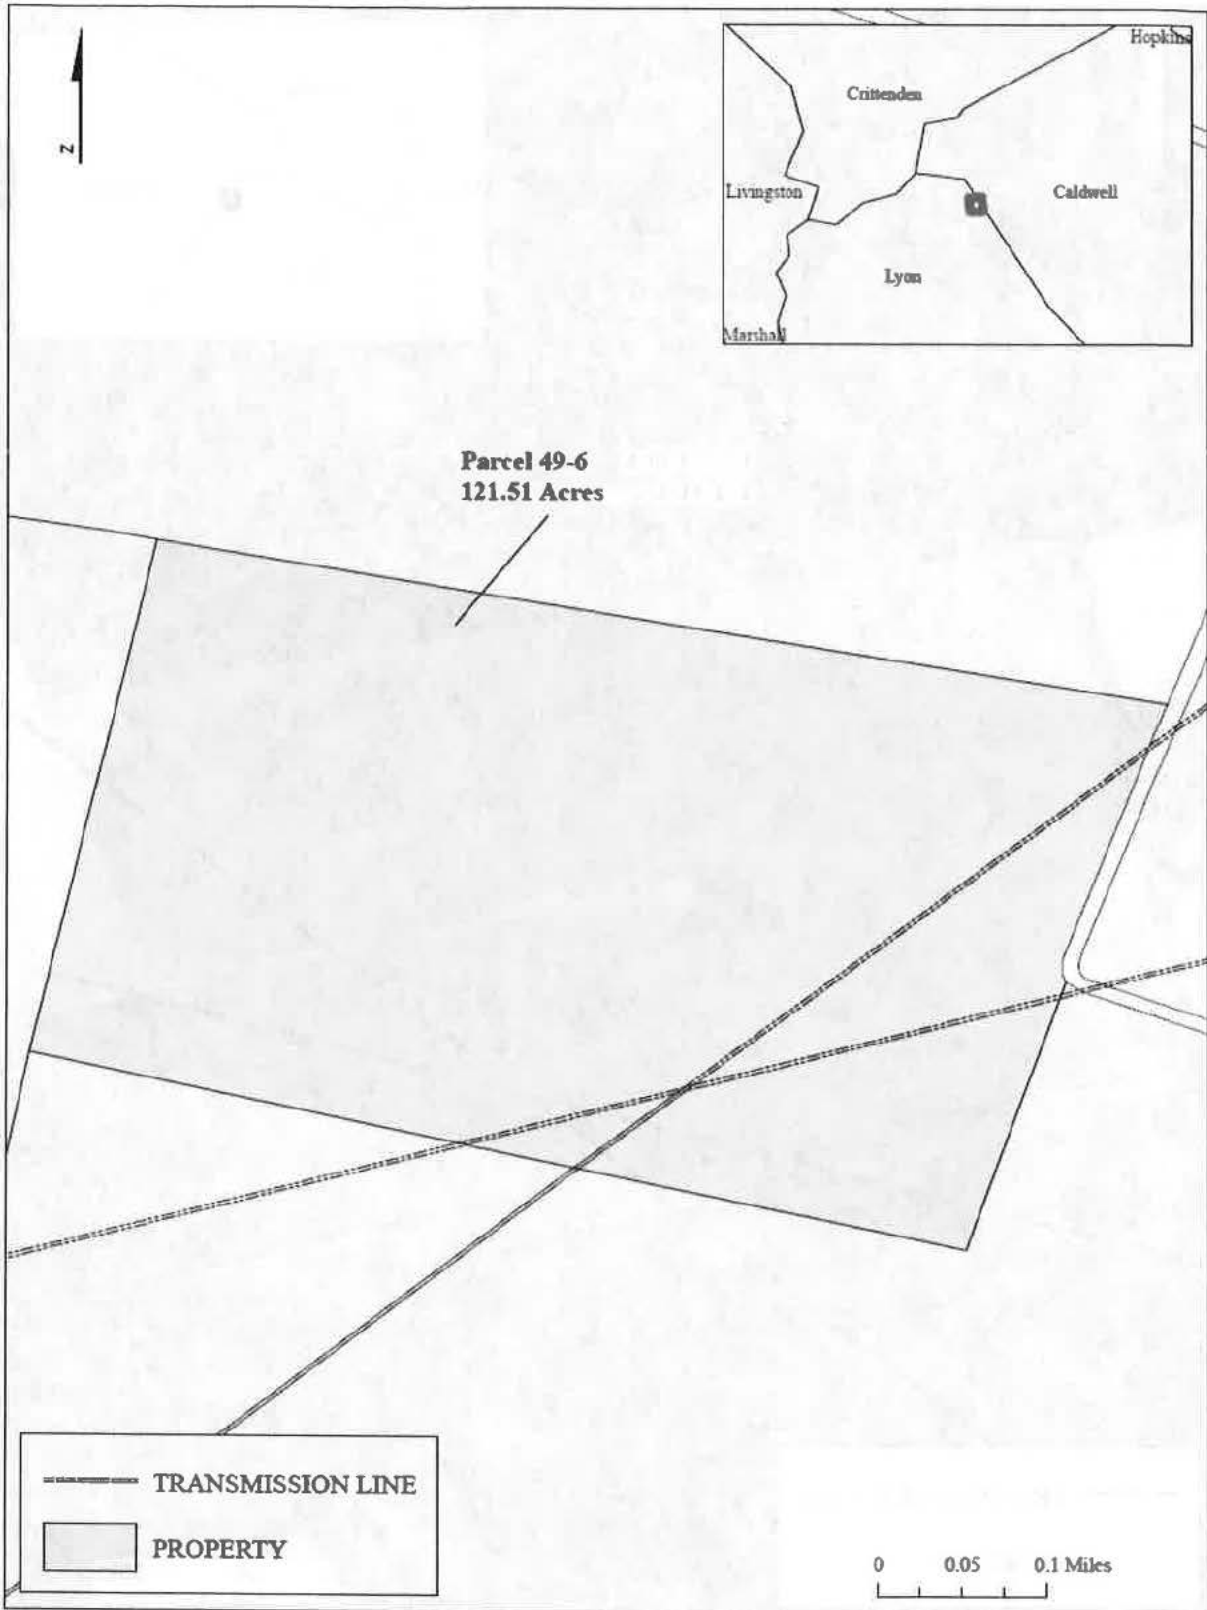 N
Hopkins
Crittenden
Livingston
Caldwell
Lyon
Marshall
Parcel 49-6
121.51 Acres
TRANSMISSION LINE
PROPERTY
0 0.05 0.1 Miles